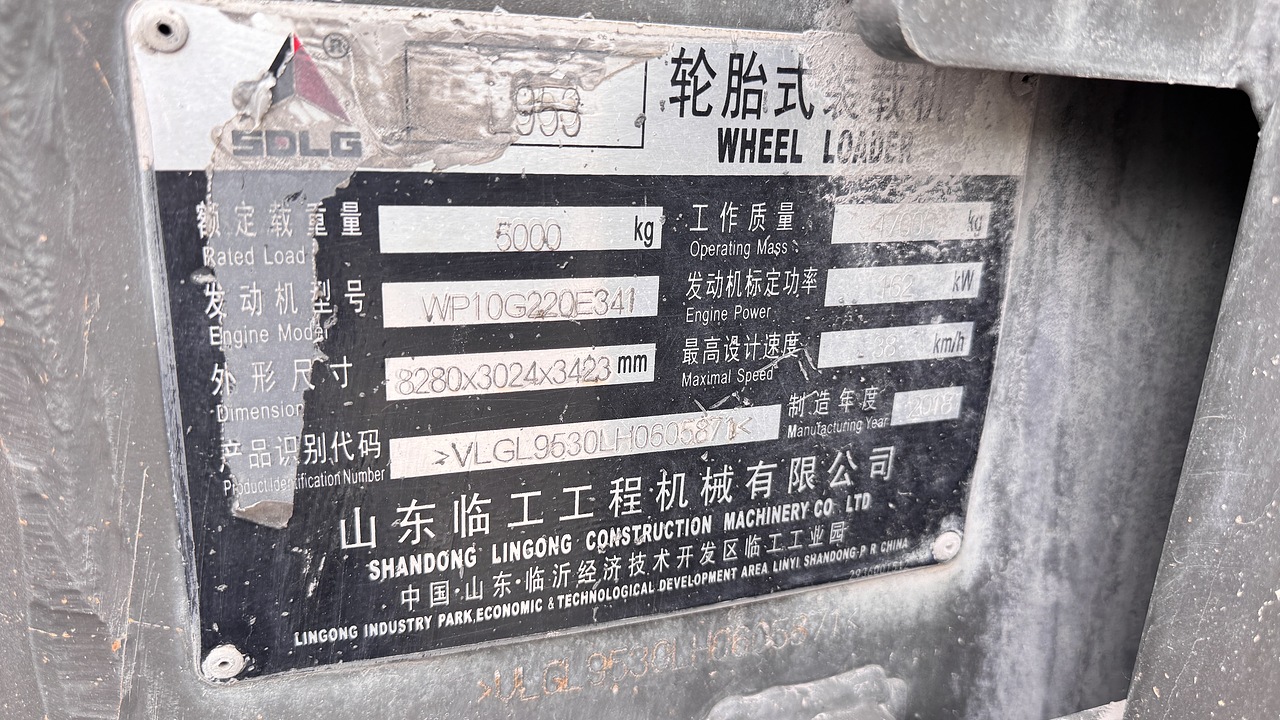 SDLG ®
953
轮胎式装载机
WHEEL LOADER
额定载重量 5000 kg 工作质量 kg
Rated Load Operating Mass
发动机型号 WP10G220E341 发动机标定功率 162 kW
Engine Model Engine Power
外形尺寸 8280x3024x3423 mm 最高设计速度 38 km/h
Dimension Maximal Speed
产品识别代码 >VLGL9530LH0605871< 制造年度 2018
Product Identification Number Manufacturing Year
山东临工工程机械有限公司
SHANDONG LINGONG CONSTRUCTION MACHINERY CO LTD
中国·山东·临沂经济技术开发区临工工业园
LINGONG INDUSTRY PARK,ECONOMIC & TECHNOLOGICAL DEVELOPMENT AREA LINYI SHANDONG·P R CHINA
>VLGL9530LH0605871<